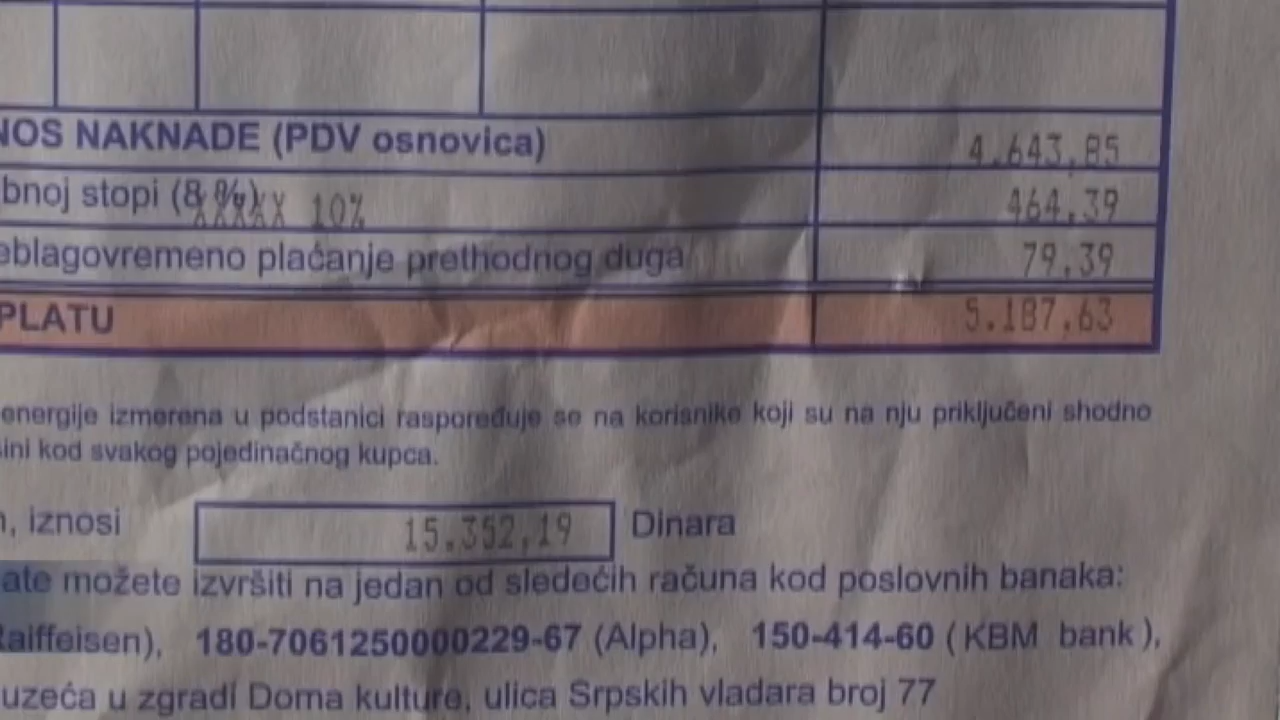 NOS NAKNADE (PDV osnovica) 4.643,85
bnoj stopi (8 %) XXXXX 10% 464,39
eblagovremeno plaćanje prethodnog duga 79,39
PLATU 5.187,63
energije izmerena u podstanici raspoređuje se na korisnike koji su na nju priključeni shodno
sini kod svakog pojedinačnog kupca.
n, iznosi 15.352,19 Dinara
ate možete izvršiti na jedan od sledećih računa kod poslovnih banaka:
Raiffeisen), 180-7061250000229-67 (Alpha), 150-414-60 (KBM bank),
uzeća u zgradi Doma kulture, ulica Srpskih vladara broj 77